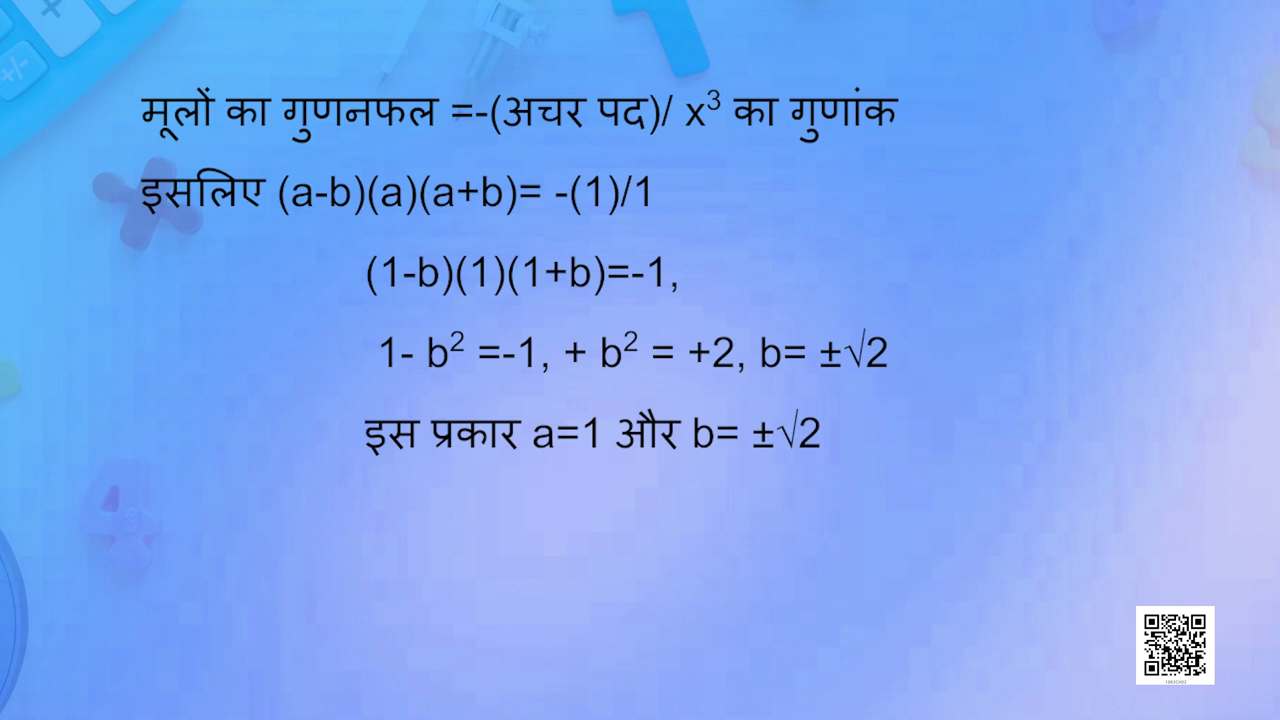 मूलों का गुणनफल =-(अचर पद)/ x³ का गुणांक
इसलिए (a-b)(a)(a+b)= -(1)/1
(1-b)(1)(1+b)=-1,
1- b² =-1, + b² = +2, b= ±√2
इस प्रकार a=1 और b= ±√2